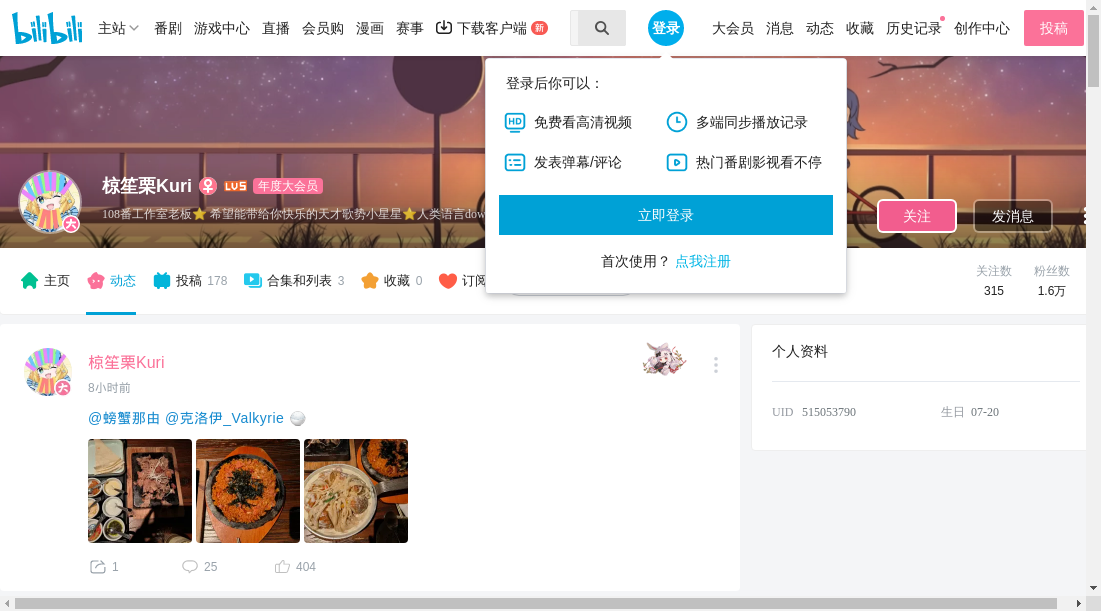 bilibili 主站 番剧 游戏中心 直播 会员购 漫画 赛事 下载客户端 新 登录 大会员 消息 动态 收藏 历史记录 创作中心 投稿
登录后你可以：
HD 免费看高清视频 多端同步播放记录
发表弹幕/评论 热门番剧影视看不停
立即登录
首次使用？ 点我注册
椋笙栗Kuri LV5 年度大会员
大 108番工作室老板⭐ 希望能带给你快乐的天才歌势小星星⭐人类语言dow
关注 发消息
主页 动态 投稿 178 合集和列表 3 收藏 0 订阅
关注数 粉丝数
315 1.6万
椋笙栗Kuri
大 8小时前
@螃蟹那由 @克洛伊_Valkyrie
1 25 404
个人资料
UID 515053790 生日 07-20